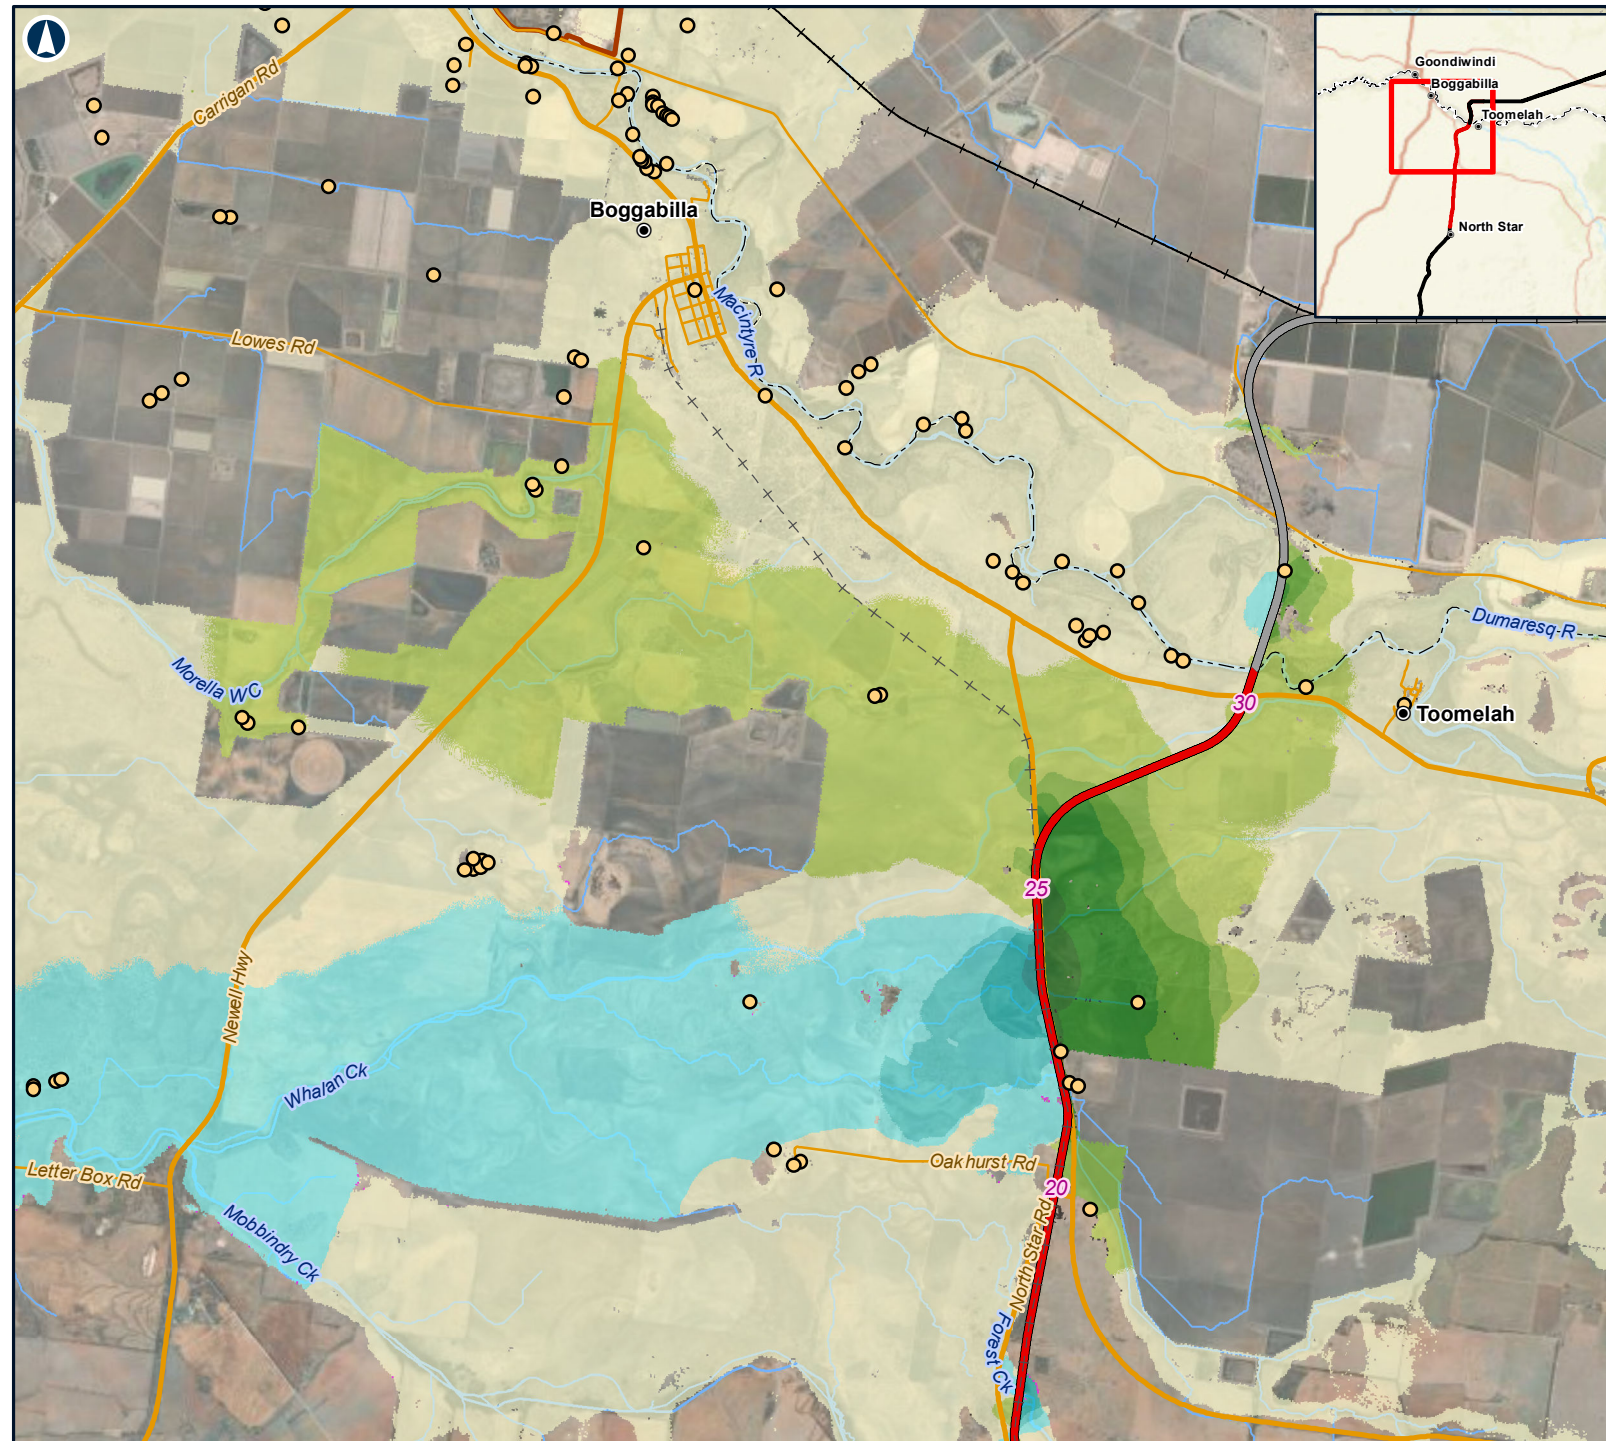 Goondiwindi
Boggabilla
Toomelah
North Star
Carrigan Rd
Boggabilla
Macintyre R
Lowes Rd
Dumaresq R
Morella WC
30
Toomelah
25
Newell Hwy
Whalan Ck
Letter Box Rd
Oakhurst Rd
20
Mobbindry Ck
North Star Rd
Forest Ck